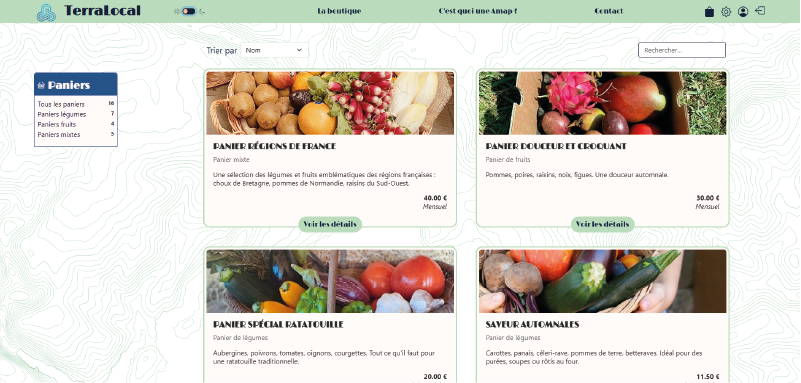 TerraLocal
La boutique
C'est quoi une Amap ?
Contact
Trier par
Nom
Rechercher...
Paniers
Tous les paniers 16
Paniers légumes 7
Paniers fruits 4
Paniers mixtes 5
PANIER RÉGIONS DE FRANCE
Panier mixte
Une sélection des légumes et fruits emblématiques des régions françaises :
choux de Bretagne, pommes de Normandie, raisins du Sud-Ouest.
40.00 €
Mensuel
Voir les détails
PANIER DOUCEUR ET CROQUANT
Panier de fruits
Pommes, poires, raisins, noix, figues. Une douceur automnale.
30.00 €
Mensuel
Voir les détails
PANIER SPÉCIAL RATATOUILLE
Panier de légumes
Aubergines, poivrons, tomates, oignons, courgettes. Tout ce qu'il faut pour
une ratatouille traditionnelle.
20.00 €
SAVEUR AUTOMNALES
Panier de légumes
Carottes, panais, céleri-rave, pommes de terre, betteraves. Idéal pour des
purées, soupes ou rôtis au four.
11.50 €